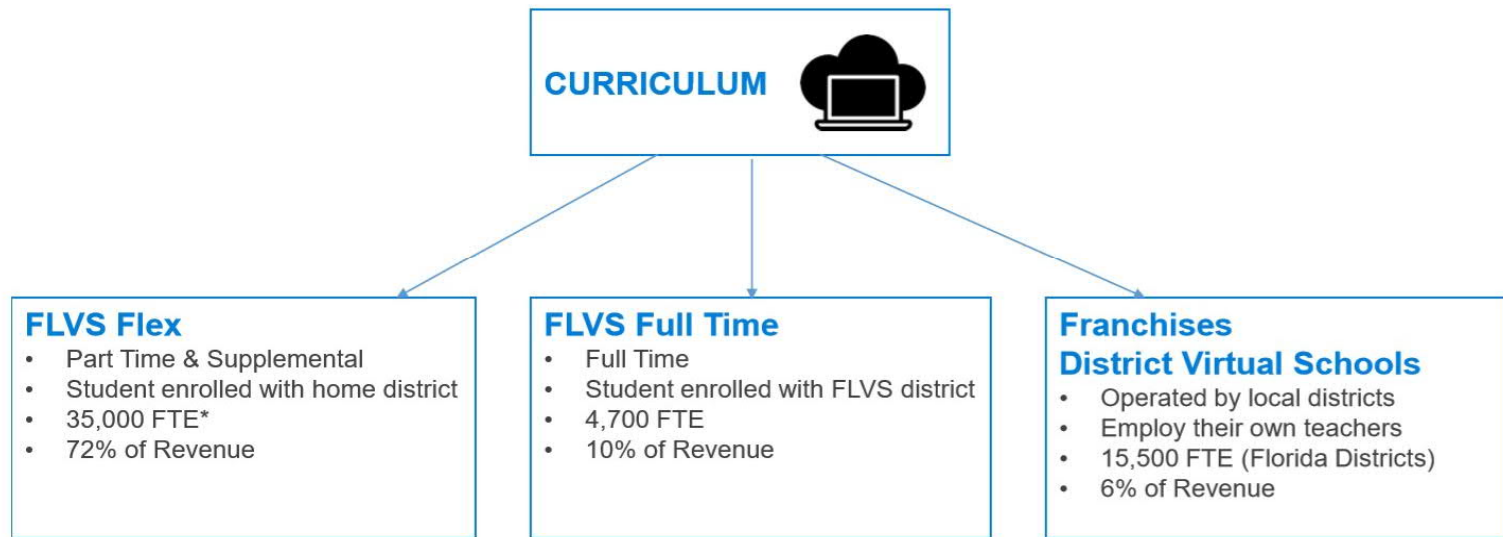 CURRICULUM
FLVS Flex
• Part Time & Supplemental
• Student enrolled with home district
• 35,000 FTE*
• 72% of Revenue
FLVS Full Time
• Full Time
• Student enrolled with FLVS district
• 4,700 FTE
• 10% of Revenue
Franchises
District Virtual Schools
• Operated by local districts
• Employ their own teachers
• 15,500 FTE (Florida Districts)
• 6% of Revenue